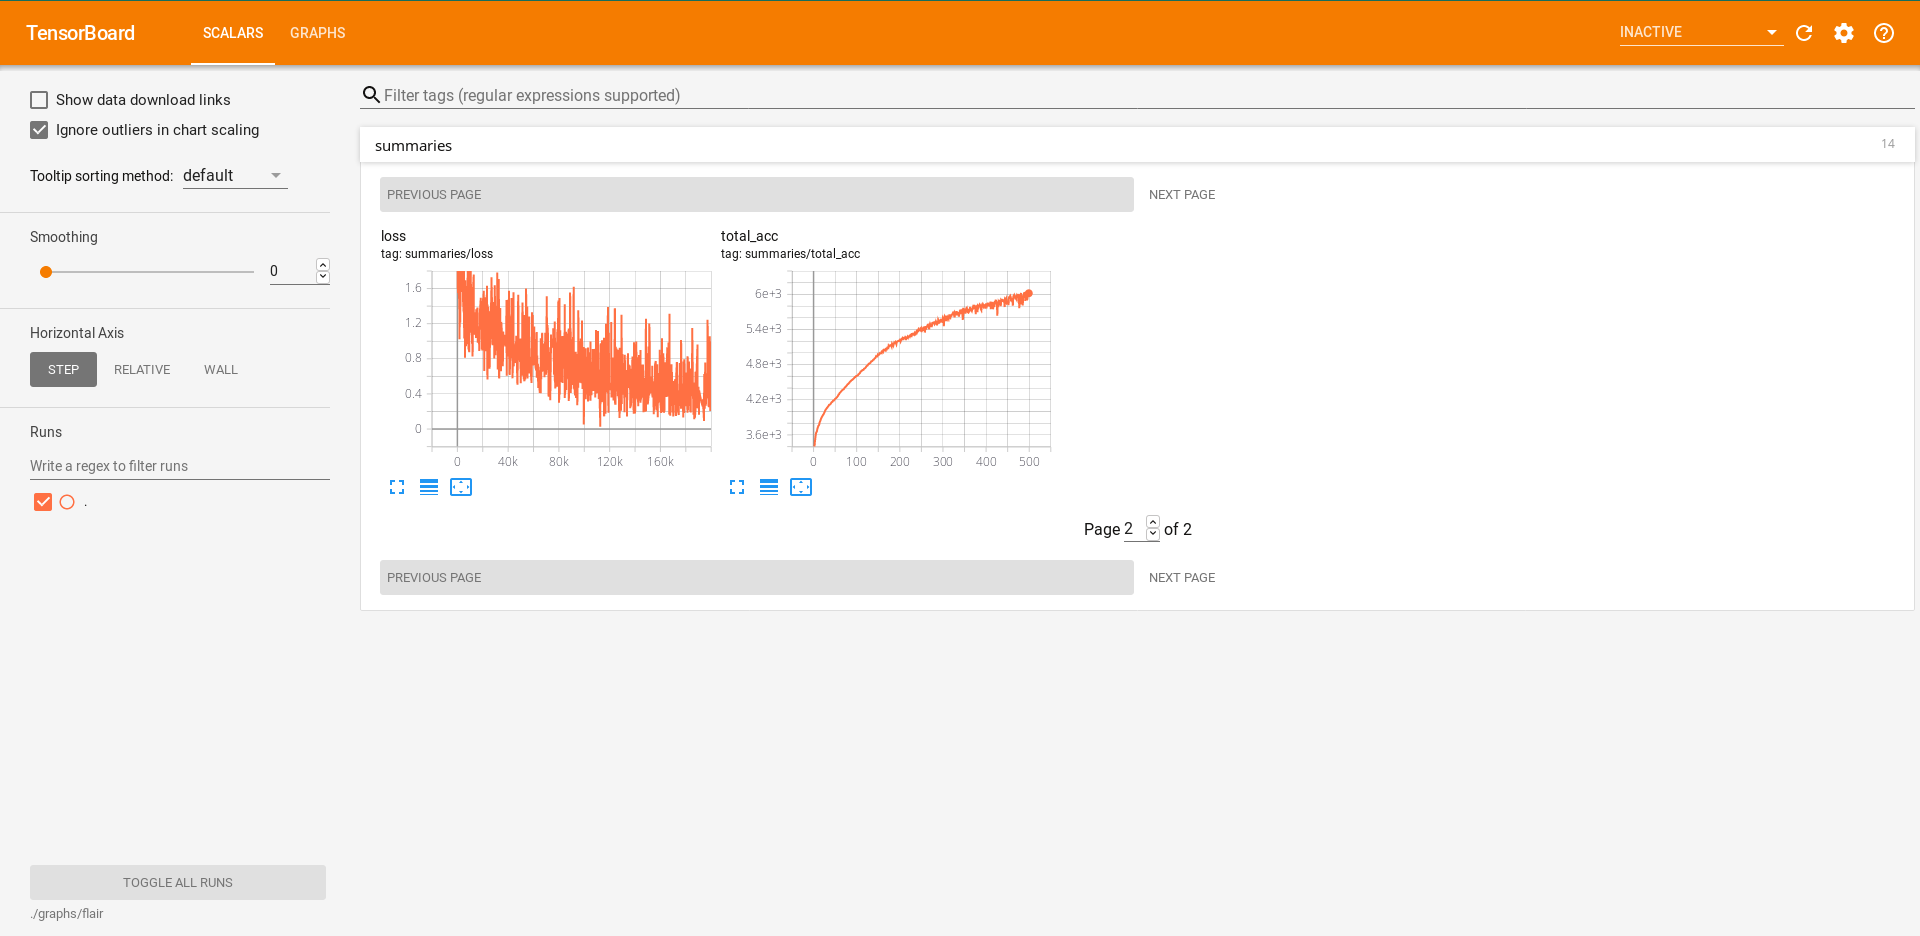 TensorBoard SCALARS GRAPHS INACTIVE
Show data download links
Ignore outliers in chart scaling
Tooltip sorting method: default
Smoothing
0
Horizontal Axis
STEP RELATIVE WALL
Runs
Write a regex to filter runs
.
TOGGLE ALL RUNS
./graphs/flair
Filter tags (regular expressions supported)
summaries 14
PREVIOUS PAGE NEXT PAGE
loss
tag: summaries/loss
1.6
1.2
0.8
0.4
0
0 40k 80k 120k 160k
total_acc
tag: summaries/total_acc
6e+3
5.4e+3
4.8e+3
4.2e+3
3.6e+3
0 100 200 300 400 500
Page 2 of 2
PREVIOUS PAGE NEXT PAGE